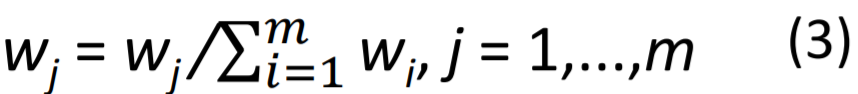 wⱼ = wⱼ/∑ᵢ₌₁ᵐ wᵢ, j = 1,...,m (3)